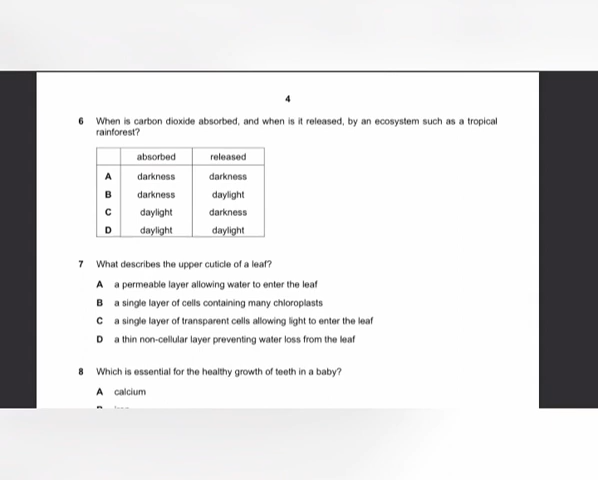 4
6 When is carbon dioxide absorbed, and when is it released, by an ecosystem such as a tropical
rainforest?
absorbed released
A darkness darkness
B darkness daylight
C daylight darkness
D daylight daylight
7 What describes the upper cuticle of a leaf?
A a permeable layer allowing water to enter the leaf
B a single layer of cells containing many chloroplasts
C a single layer of transparent cells allowing light to enter the leaf
D a thin non-cellular layer preventing water loss from the leaf
8 Which is essential for the healthy growth of teeth in a baby?
A calcium